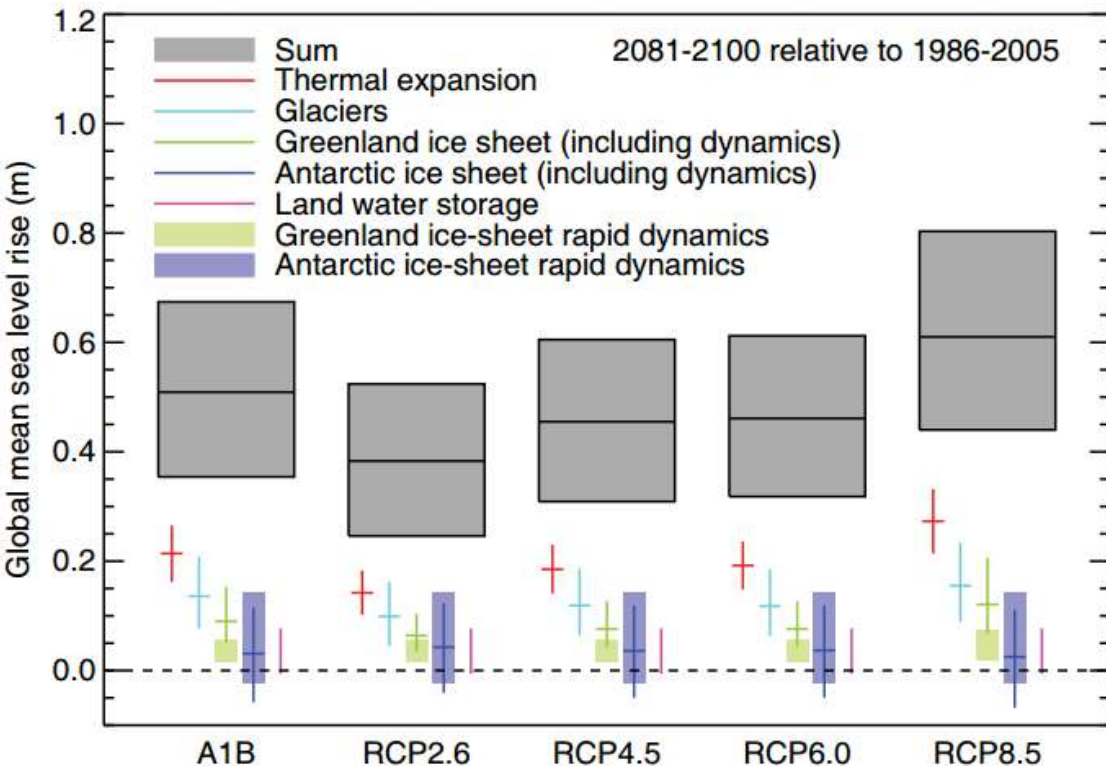 1.2
1.0
0.8
0.6
0.4
0.2
0.0
Global mean sea level rise (m)
2081-2100 relative to 1986-2005
Sum
Thermal expansion
Glaciers
Greenland ice sheet (including dynamics)
Antarctic ice sheet (including dynamics)
Land water storage
Greenland ice-sheet rapid dynamics
Antarctic ice-sheet rapid dynamics
A1B RCP2.6 RCP4.5 RCP6.0 RCP8.5